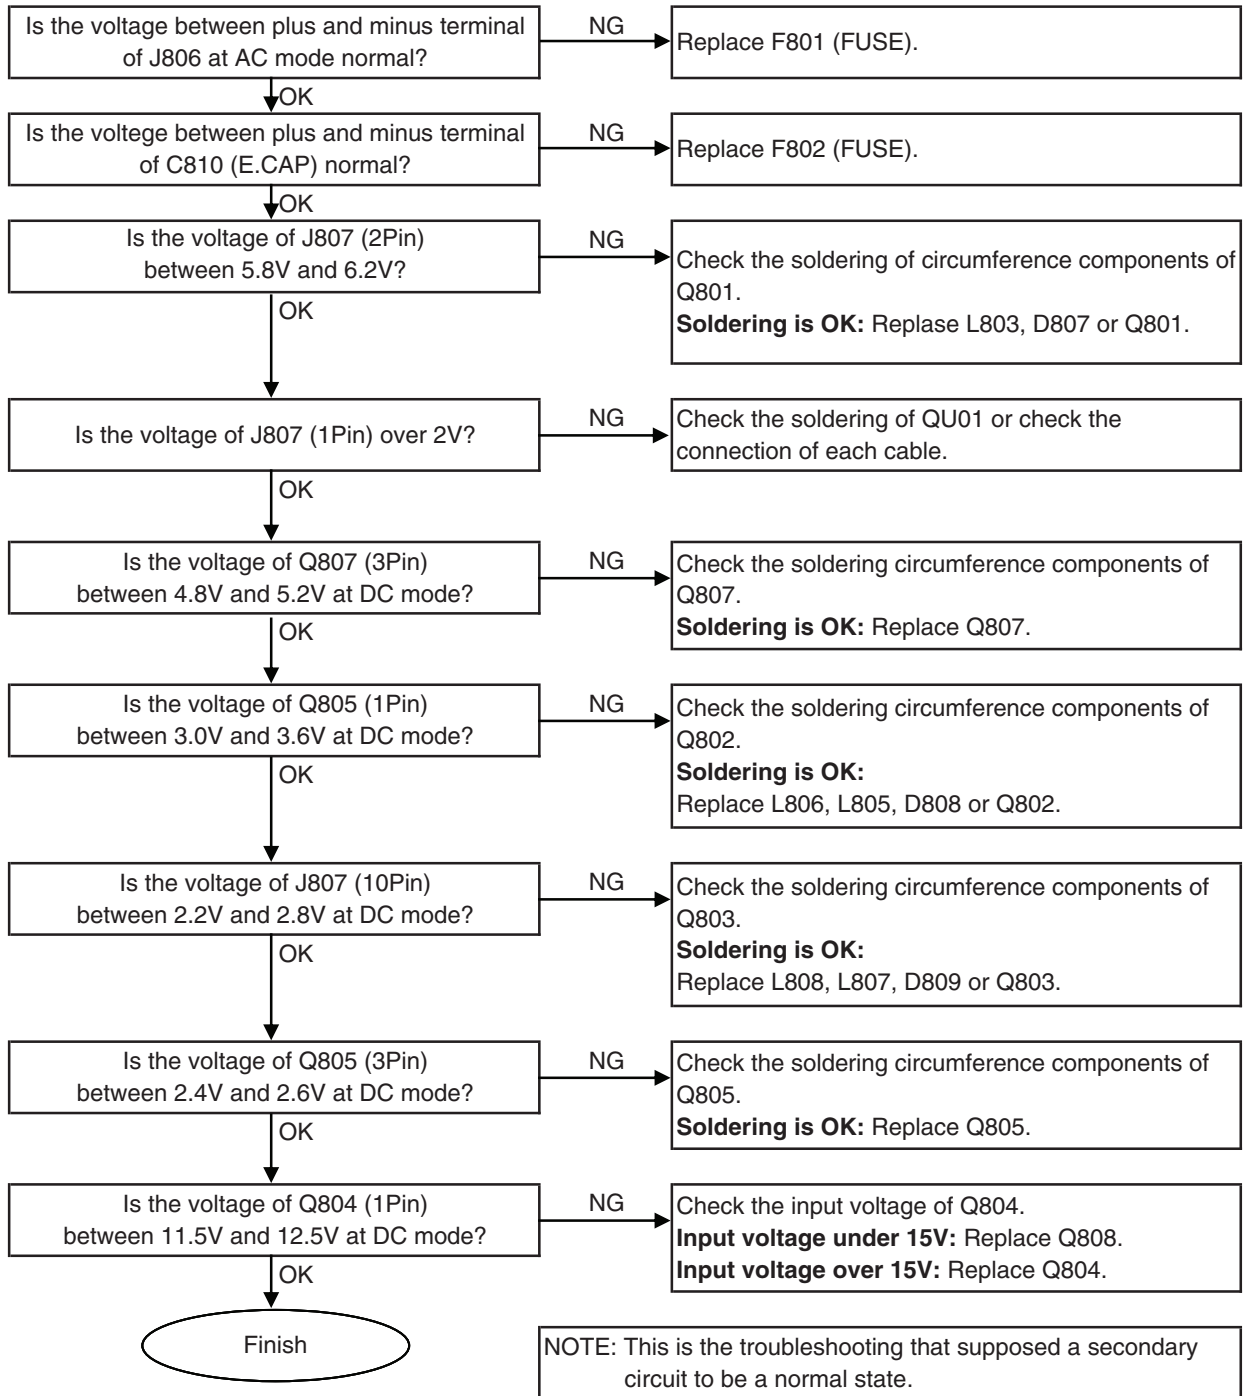 Is the voltage between plus and minus terminal
of J806 at AC mode normal?
NG
Replace F801 (FUSE).
OK
Is the voltege between plus and minus terminal
of C810 (E.CAP) normal?
NG
Replace F802 (FUSE).
OK
Is the voltage of J807 (2Pin)
between 5.8V and 6.2V?
NG
Check the soldering of circumference components of
Q801.
Soldering is OK: Replase L803, D807 or Q801.
OK
Is the voltage of J807 (1Pin) over 2V?
NG
Check the soldering of QU01 or check the
connection of each cable.
OK
Is the voltage of Q807 (3Pin)
between 4.8V and 5.2V at DC mode?
NG
Check the soldering circumference components of
Q807.
Soldering is OK: Replace Q807.
OK
Is the voltage of Q805 (1Pin)
between 3.0V and 3.6V at DC mode?
NG
Check the soldering circumference components of
Q802.
Soldering is OK:
Replace L806, L805, D808 or Q802.
OK
Is the voltage of J807 (10Pin)
between 2.2V and 2.8V at DC mode?
NG
Check the soldering circumference components of
Q803.
Soldering is OK:
Replace L808, L807, D809 or Q803.
OK
Is the voltage of Q805 (3Pin)
between 2.4V and 2.6V at DC mode?
NG
Check the soldering circumference components of
Q805.
Soldering is OK: Replace Q805.
OK
Is the voltage of Q804 (1Pin)
between 11.5V and 12.5V at DC mode?
NG
Check the input voltage of Q804.
Input voltage under 15V: Replace Q808.
Input voltage over 15V: Replace Q804.
OK
Finish
NOTE: This is the troubleshooting that supposed a secondary
circuit to be a normal state.